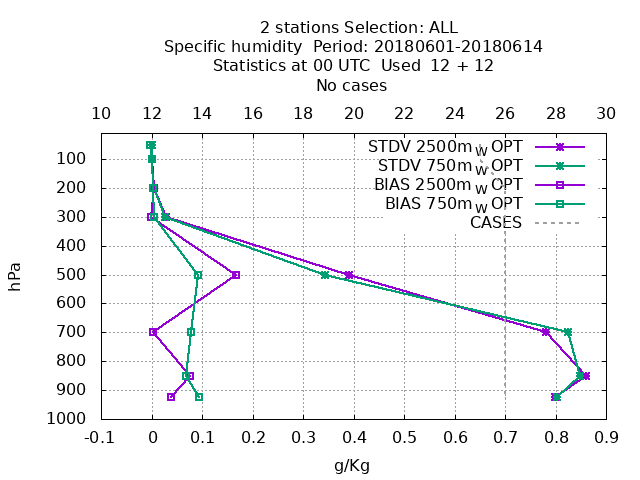 2 stations Selection: ALL
Specific humidity  Period: 20180601-20180614
Statistics at 00 UTC  Used  12 + 12
No cases
10 12 14 16 18 20 22 24 26 28 30
STDV 2500m W OPT
STDV 750m W OPT
BIAS 2500m W OPT
BIAS 750m W OPT
CASES
hPa
100
200
300
400
500
600
700
800
900
1000
-0.1 0 0.1 0.2 0.3 0.4 0.5 0.6 0.7 0.8 0.9
g/Kg